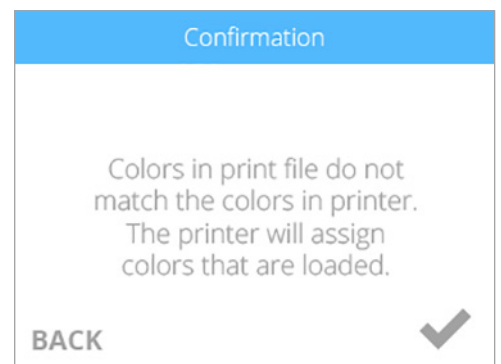 Confirmation
Colors in print file do not
match the colors in printer.
The printer will assign
colors that are loaded.
BACK